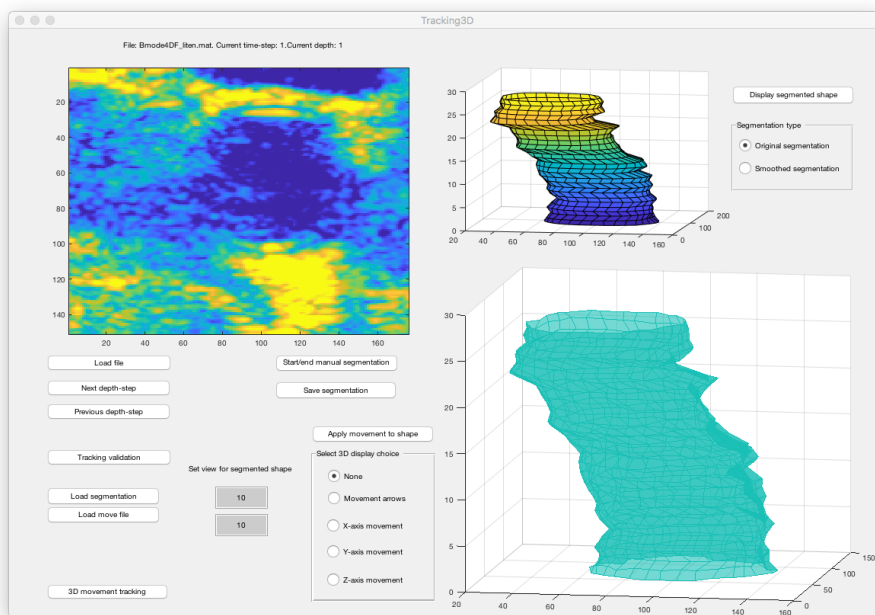 Tracking3D
File: Bmode4DF_liten.mat. Current time-step: 1.Current depth: 1
20
40
60
80
100
120
140
20 40 60 80 100 120 140 160
30
25
20
15
10
5
0
20 40 60 80 100 120 140 160
0 100 200
Display segmented shape
Segmentation type
Original segmentation
Smoothed segmentation
Load file
Start/end manual segmentation
Next depth-step
Save segmentation
Previous depth-step
Apply movement to shape
Tracking validation
Set view for segmented shape
Select 3D display choice
None
Load segmentation
10
Movement arrows
Load move file
10
X-axis movement
Y-axis movement
Z-axis movement
3D movement tracking
30
25
20
15
10
5
0
20 40 60 80 100 120 140 160
0 50 100 150